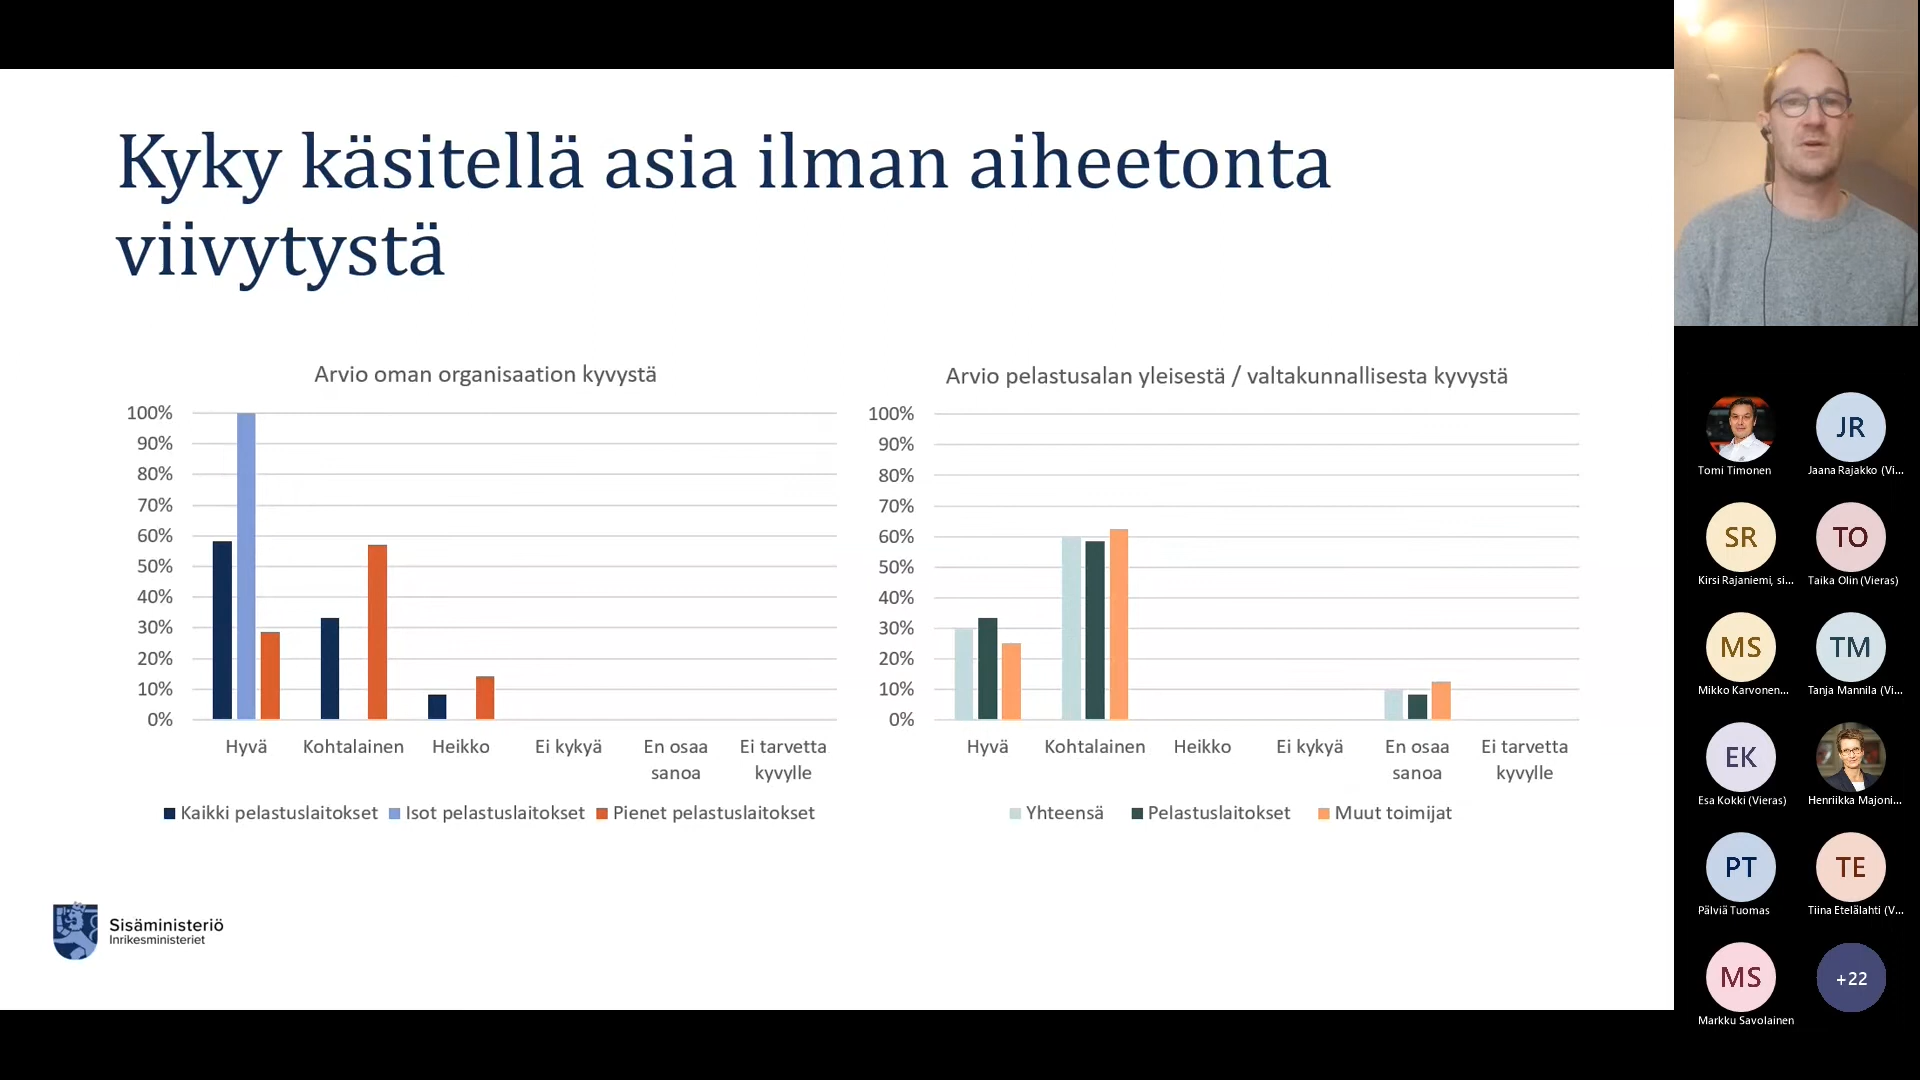 Kyky käsitellä asia ilman aiheetonta
viivytystä
Arvio oman organisaation kyvystä
100%
90%
80%
70%
60%
50%
40%
30%
20%
10%
0%
Hyvä
Kohtalainen
Heikko
Ei kykyä
En osaa
sanoa
Ei tarvetta
kyvylle
Kaikki pelastuslaitokset
Isot pelastuslaitokset
Pienet pelastuslaitokset
Arvio pelastusalan yleisestä / valtakunnallisesta kyvystä
100%
90%
80%
70%
60%
50%
40%
30%
20%
10%
0%
Hyvä
Kohtalainen
Heikko
Ei kykyä
En osaa
sanoa
Ei tarvetta
kyvylle
Yhteensä
Pelastuslaitokset
Muut toimijat
Sisäministeriö
Inrikesministeriet
Tomi Timonen
JR
Jaana Rajakko (Vi...
SR
Kirsi Rajaniemi, si...
TO
Taika Olin (Vieras)
MS
Mikko Karvonen...
TM
Tanja Mannila (Vi...
EK
Esa Kokki (Vieras)
Henriikka Majoni...
PT
Pälviä Tuomas
TE
Tiina Etelälahti (V...
MS
Markku Savolainen
+22